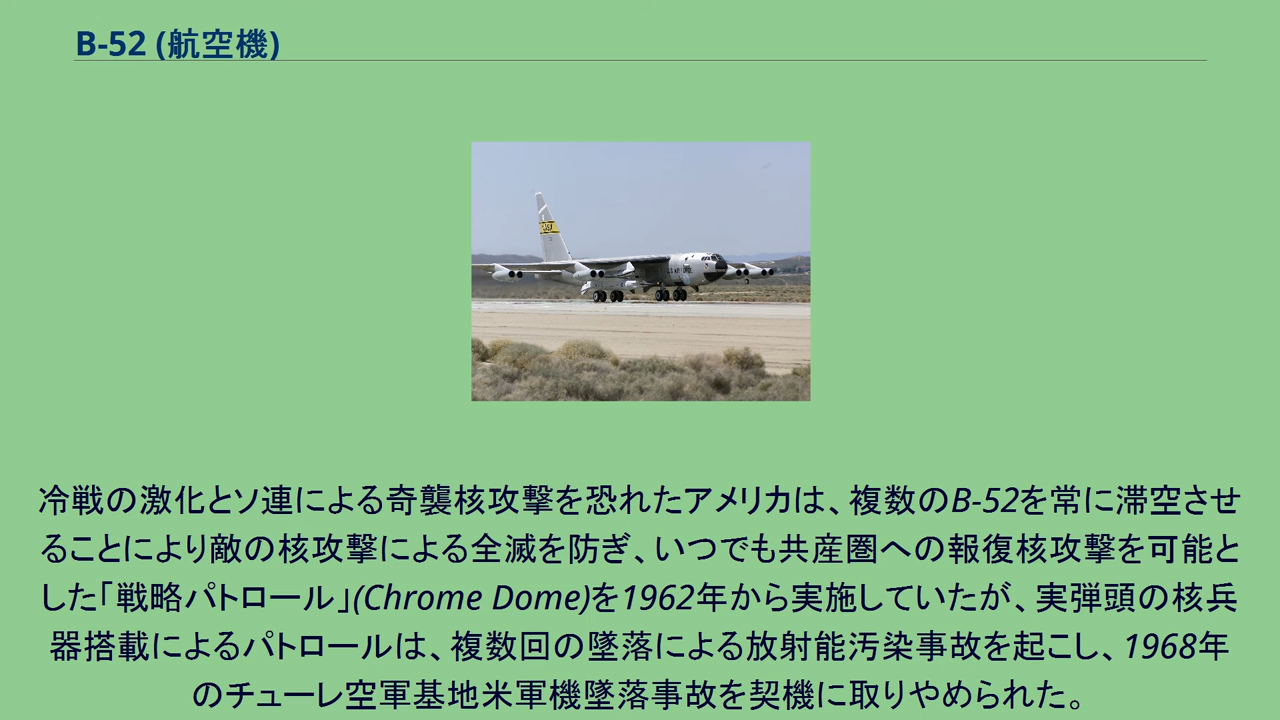 B-52 (航空機)
冷戦の激化とソ連による奇襲核攻撃を恐れたアメリカは、複数のB-52を常に滞空させ
ることにより敵の核攻撃による全滅を防ぎ、いつでも共産圏への報復核攻撃を可能と
した「戦略パトロール」(Chrome Dome)を1962年から実施していたが、実弾頭の核兵
器搭載によるパトロールは、複数回の墜落による放射能汚染事故を起こし、1968年
のチューレ空軍基地米軍機墜落事故を契機に取りやめられた。